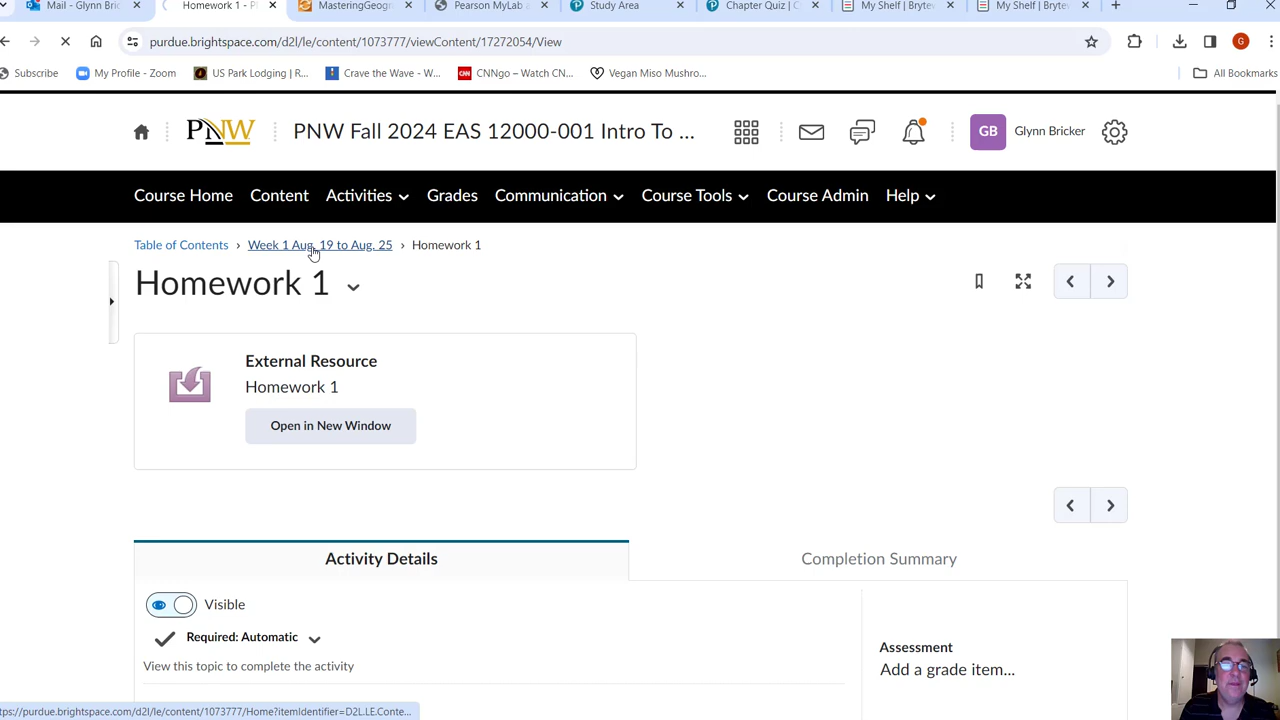 Mail - Glynn Bric
Homework 1 - P
MasteringGeogr
Pearson MyLab a
Study Area
Chapter Quiz | C
My Shelf | Bryte
My Shelf | Bryte
purdue.brightspace.com/d2l/le/content/1073777/viewContent/17272054/View
G
Subscribe
My Profile - Zoom
US Park Lodging | R...
Crave the Wave - W...
CNN
CNNgo – Watch CN...
Vegan Miso Mushro...
All Bookmarks
PNW
PNW Fall 2024 EAS 12000-001 Intro To ...
GB
Glynn Bricker
Course Home
Content
Activities
Grades
Communication
Course Tools
Course Admin
Help
Table of Contents › Week 1 Aug. 19 to Aug. 25 › Homework 1
Homework 1
External Resource
Homework 1
Open in New Window
Activity Details
Completion Summary
Visible
Required: Automatic
View this topic to complete the activity
Assessment
Add a grade item...
ttps://purdue.brightspace.com/d2l/le/content/1073777/Home?itemIdentifier=D2L.LE.Conte...